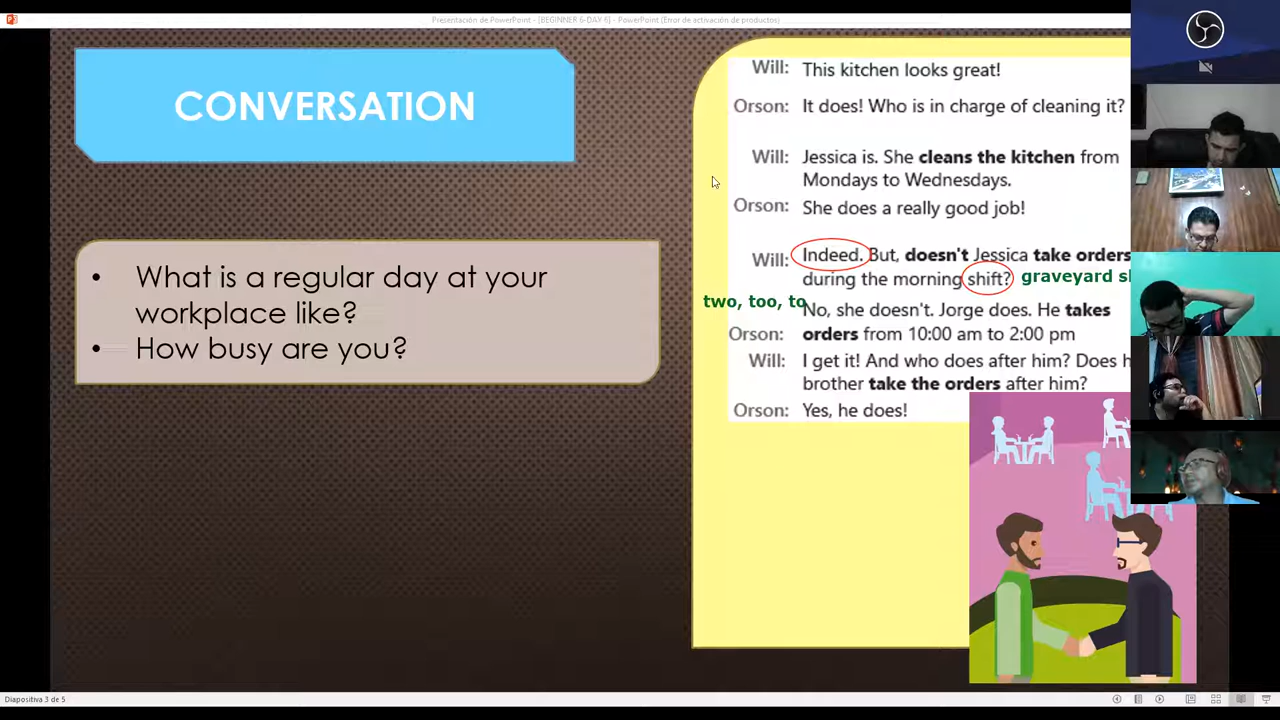 Presentación de PowerPoint - [BEGINNER 6-DAY 6] - PowerPoint (Error de activación de productos)
CONVERSATION
• What is a regular day at your
workplace like?
• How busy are you?
Will: This kitchen looks great!
Orson: It does! Who is in charge of cleaning it?
Will: Jessica is. She cleans the kitchen from
Mondays to Wednesdays.
Orson: She does a really good job!
Will: Indeed. But, doesn't Jessica take orders
during the morning shift? graveyard
two, too, to
No, she doesn't. Jorge does. He takes
Orson: orders from 10:00 am to 2:00 pm
Will: I get it! And who does after him? Does
brother take the orders after him?
Orson: Yes, he does!
Diapositiva 3 de 5